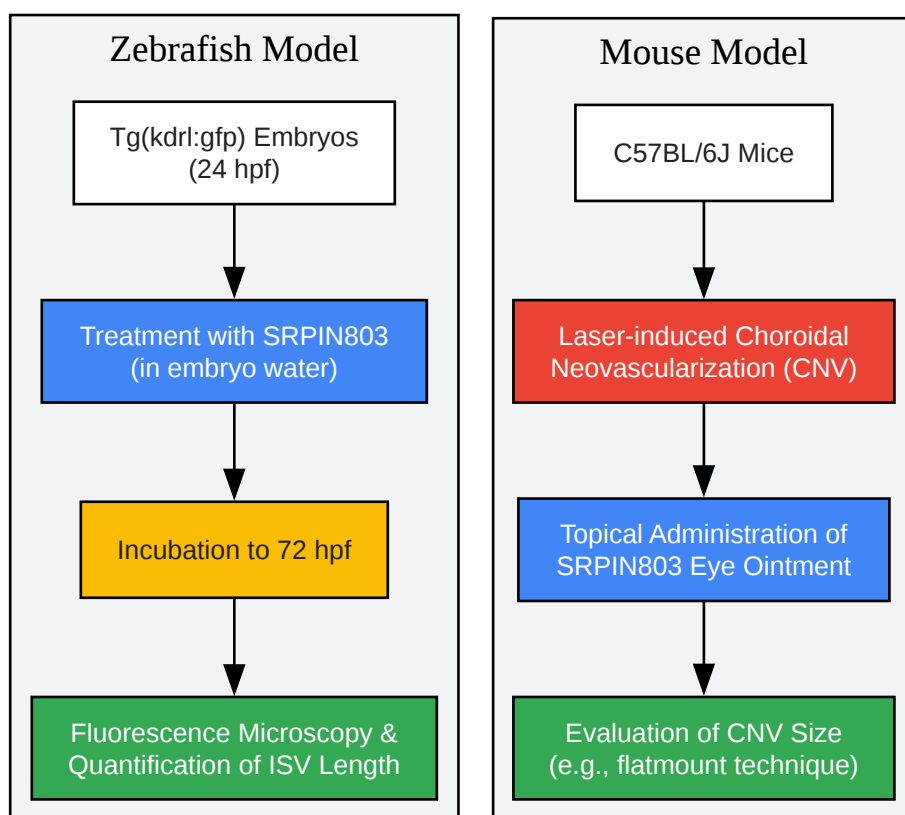 Zebrafish Model
Tg(kdrl:gfp) Embryos
(24 hpf)
Treatment with SRPIN803
(in embryo water)
Incubation to 72 hpf
Fluorescence Microscopy &
Quantification of ISV Length
Mouse Model
C57BL/6J Mice
Laser-induced Choroidal
Neovascularization (CNV)
Topical Administration of
SRPIN803 Eye Ointment
Evaluation of CNV Size
(e.g., flatmount technique)